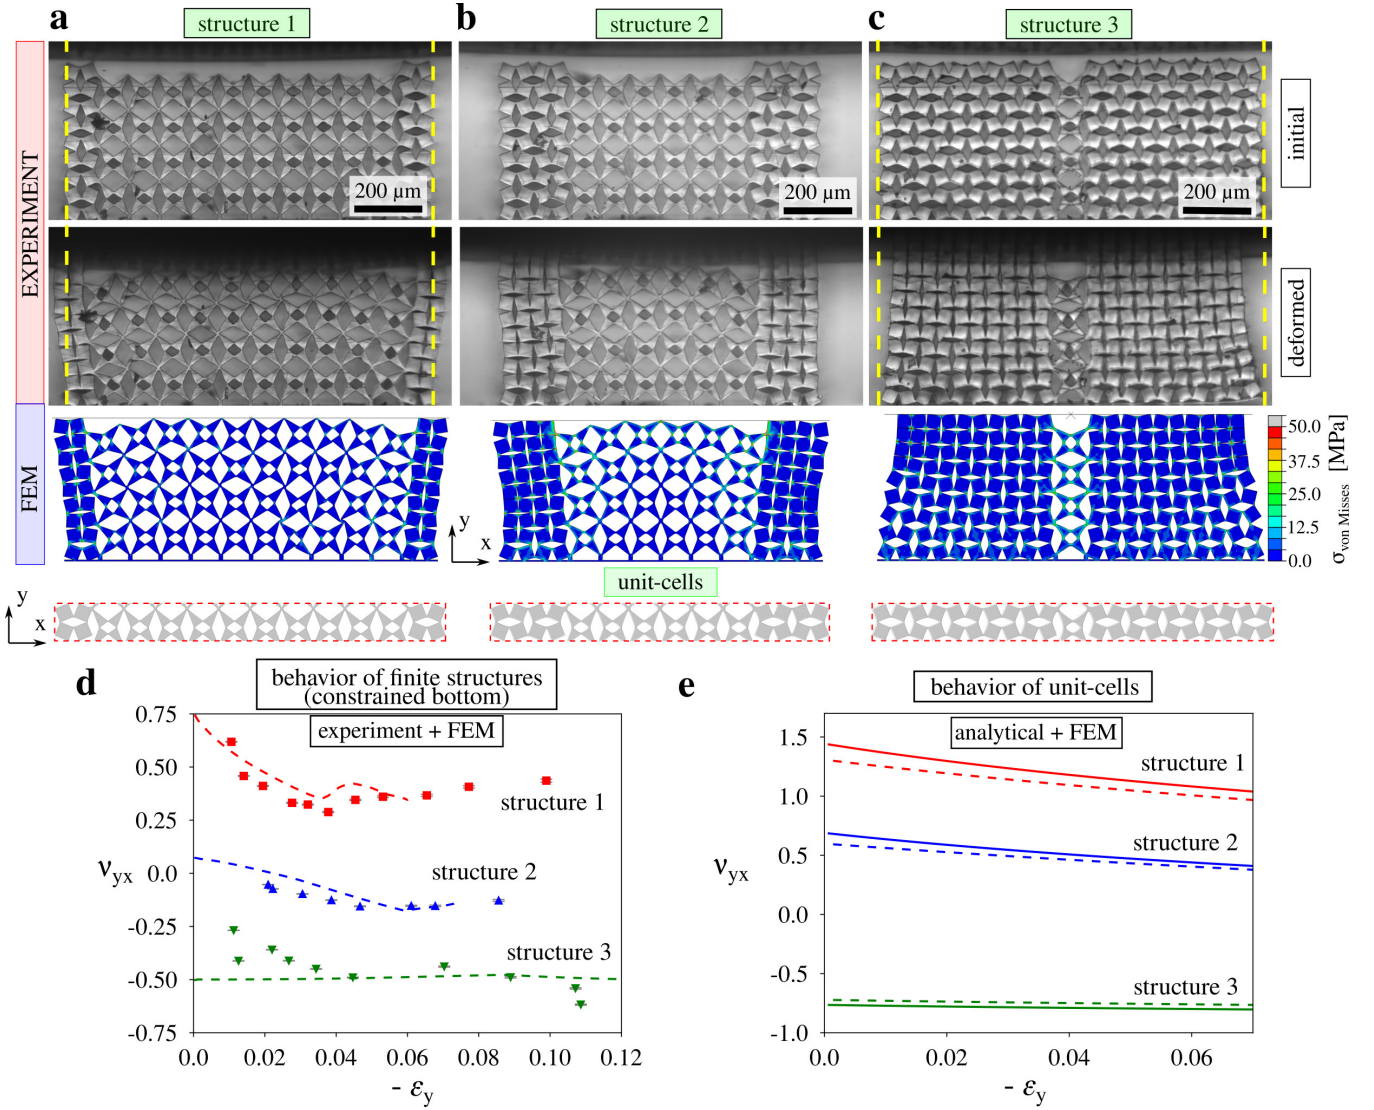 a
structure 1
b
structure 2
c
structure 3
EXPERIMENT
initial
200 µm
200 µm
200 µm
deformed
FEM
y
x
50.0
37.5
25.0
12.5
0.0
σvon Misses [MPa]
unit-cells
y
x
d
behavior of finite structures
(constrained bottom)
experiment + FEM
0.75
0.50
0.25
0.0
-0.25
-0.50
-0.75
νyx
structure 1
structure 2
structure 3
0.0 0.02 0.04 0.06 0.08 0.10 0.12
- εy
e
behavior of unit-cells
analytical + FEM
1.5
1.0
0.5
0.0
-0.5
-1.0
νyx
structure 1
structure 2
structure 3
0.0 0.02 0.04 0.06
- εy